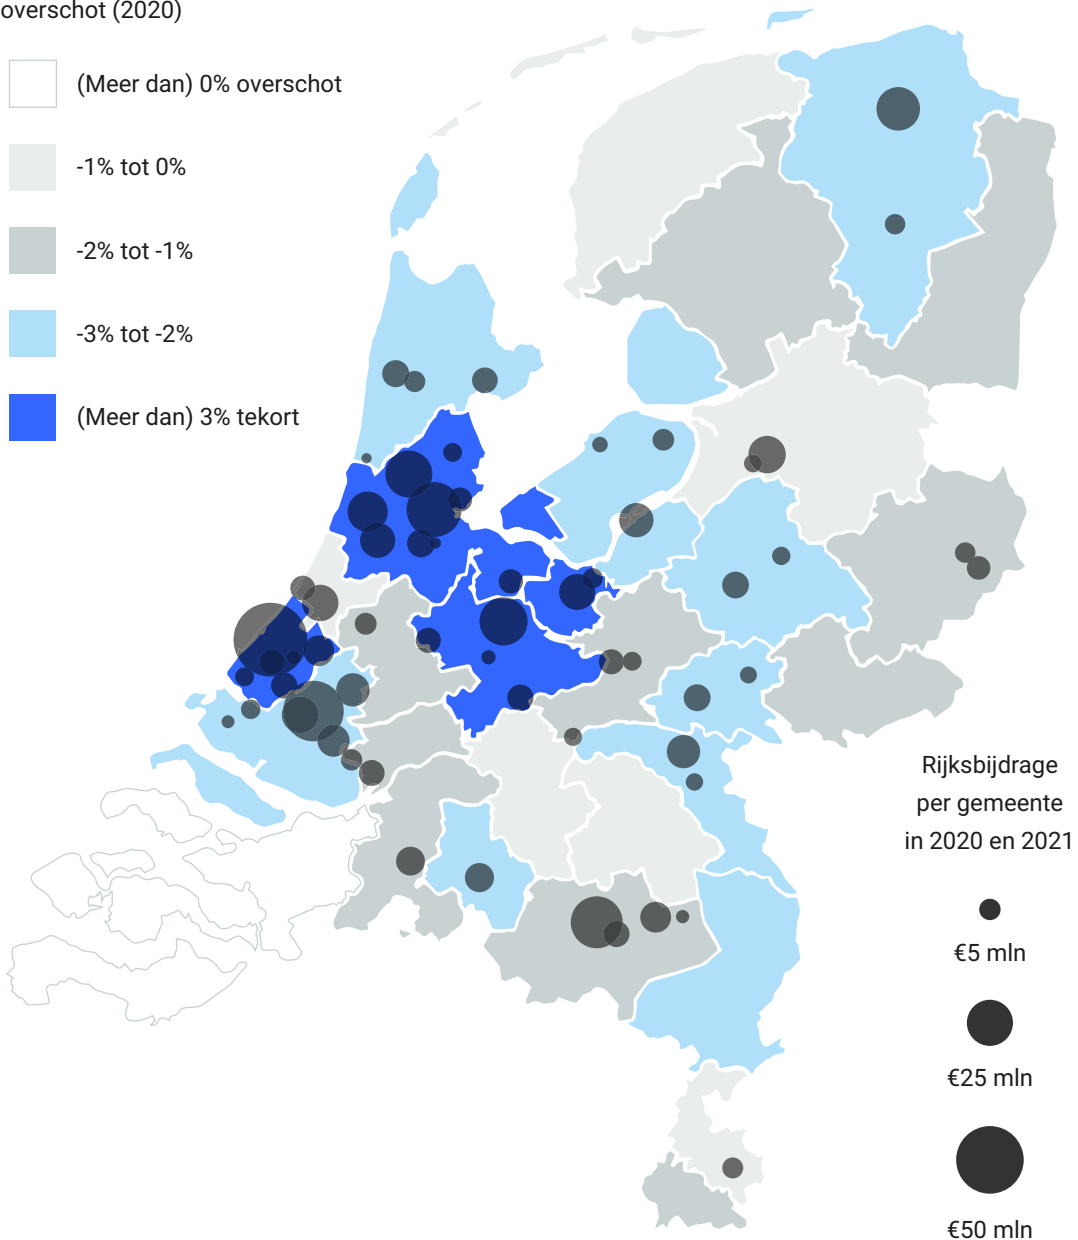 overschot (2020)
(Meer dan) 0% overschot
-1% tot 0%
-2% tot -1%
-3% tot -2%
(Meer dan) 3% tekort
Rijksbijdrage
per gemeente
in 2020 en 2021
€5 mln
€25 mln
€50 mln